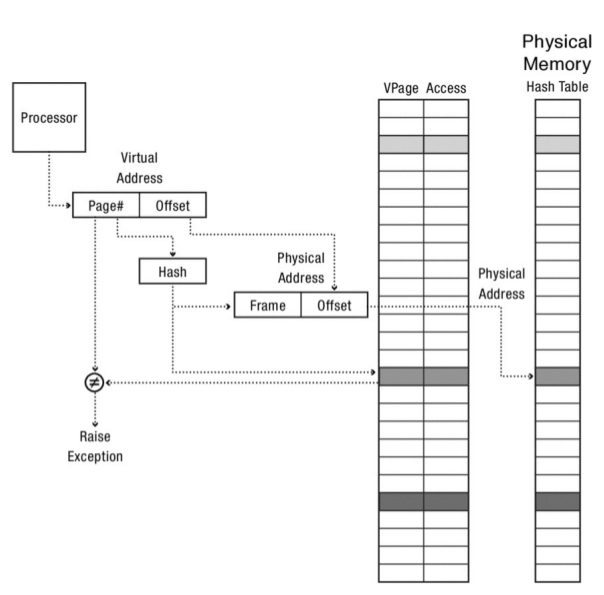 Physical
Memory
VPage Access
Hash Table
Processor
Virtual
Address
Page# Offset
Hash
Physical
Address
Physical
Address
Frame Offset
≠
Raise
Exception